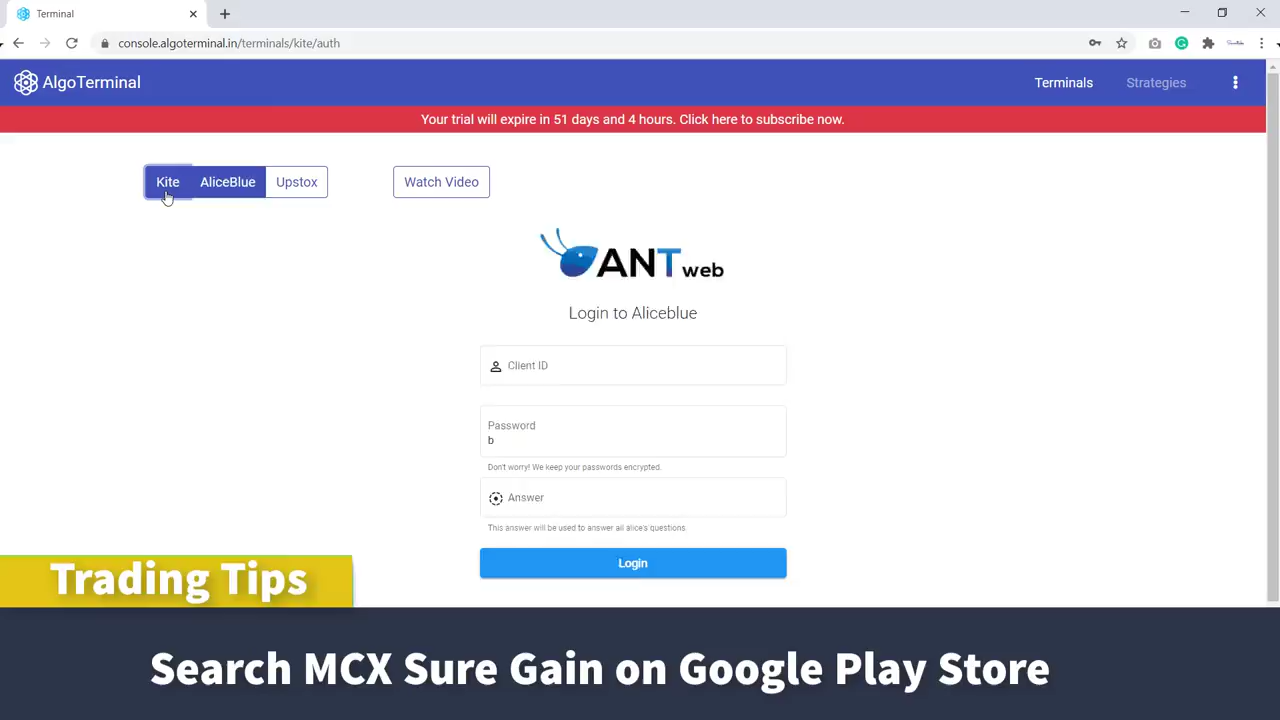 Terminal
console.algoterminal.in/terminals/kite/auth
AlgoTerminal
Terminals
Strategies
Your trial will expire in 51 days and 4 hours. Click here to subscribe now.
Kite
AliceBlue
Upstox
Watch Video
ANT web
Login to Aliceblue
Client ID
Password
b
Don't worry! We keep your passwords encrypted.
Answer
This answer will be used to answer all alice's questions
Login
Trading Tips
Search MCX Sure Gain on Google Play Store